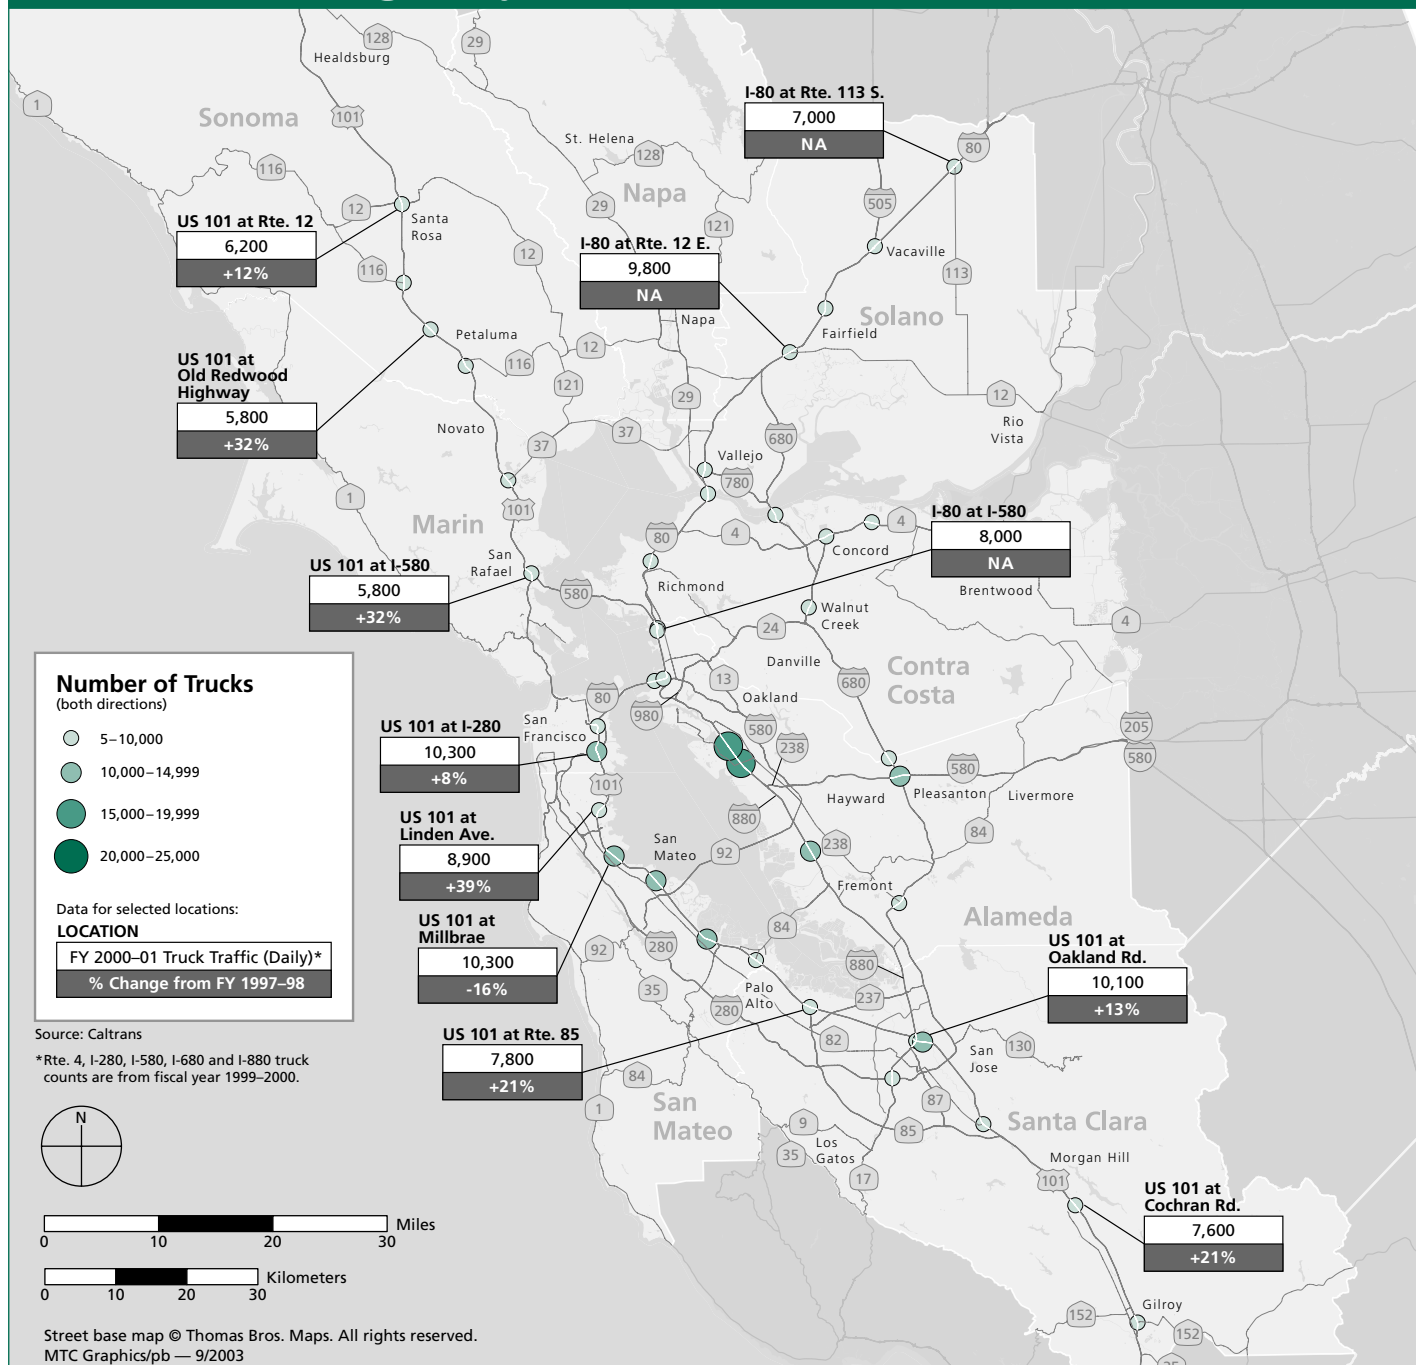 128
29
Healdsburg
1
101
Sonoma
I-80 at Rte. 113 S.
7,000
NA
80
St. Helena
128
116
Napa
29
505
12
Santa
Rosa
121
US 101 at Rte. 12
6,200
+12%
I-80 at Rte. 12 E.
9,800
NA
12
Vacaville
116
113
Napa
Solano
Fairfield
Petaluma
12
116
121
US 101 at
Old Redwood
Highway
5,800
+32%
29
12
Rio
Vista
Novato
37
37
680
Vallejo
780
1
101
Marin
I-80 at I-580
8,000
NA
80
4
4
Concord
San
Rafael
US 101 at I-580
5,800
+32%
580
Richmond
Brentwood
Walnut
Creek
24
4
Danville
Contra
Costa
13
680
Oakland
80
980
580
238
205
580
San
Francisco
US 101 at I-280
10,300
+8%
101
580
Hayward
Pleasanton
Livermore
880
US 101 at
Linden Ave.
8,900
+39%
San
Mateo
92
238
84
Fremont
Alameda
US 101 at
Millbrae
10,300
-16%
84
92
280
880
US 101 at
Oakland Rd.
10,100
+13%
35
Palo
Alto
280
237
US 101 at Rte. 85
7,800
+21%
82
San
Jose
130
84
1
San
Mateo
87
9
85
Santa Clara
Los
Gatos
35
17
Morgan Hill
101
US 101 at
Cochran Rd.
7,600
+21%
152
Gilroy
152
Number of Trucks
(both directions)
5–10,000
10,000–14,999
15,000–19,999
20,000–25,000
Data for selected locations:
LOCATION
FY 2000–01 Truck Traffic (Daily)*
% Change from FY 1997–98
Source: Caltrans
*Rte. 4, I-280, I-580, I-680 and I-880 truck
counts are from fiscal year 1999–2000.
N
Miles
0 10 20 30
Kilometers
0 10 20 30
Street base map © Thomas Bros. Maps. All rights reserved.
MTC Graphics/pb — 9/2003